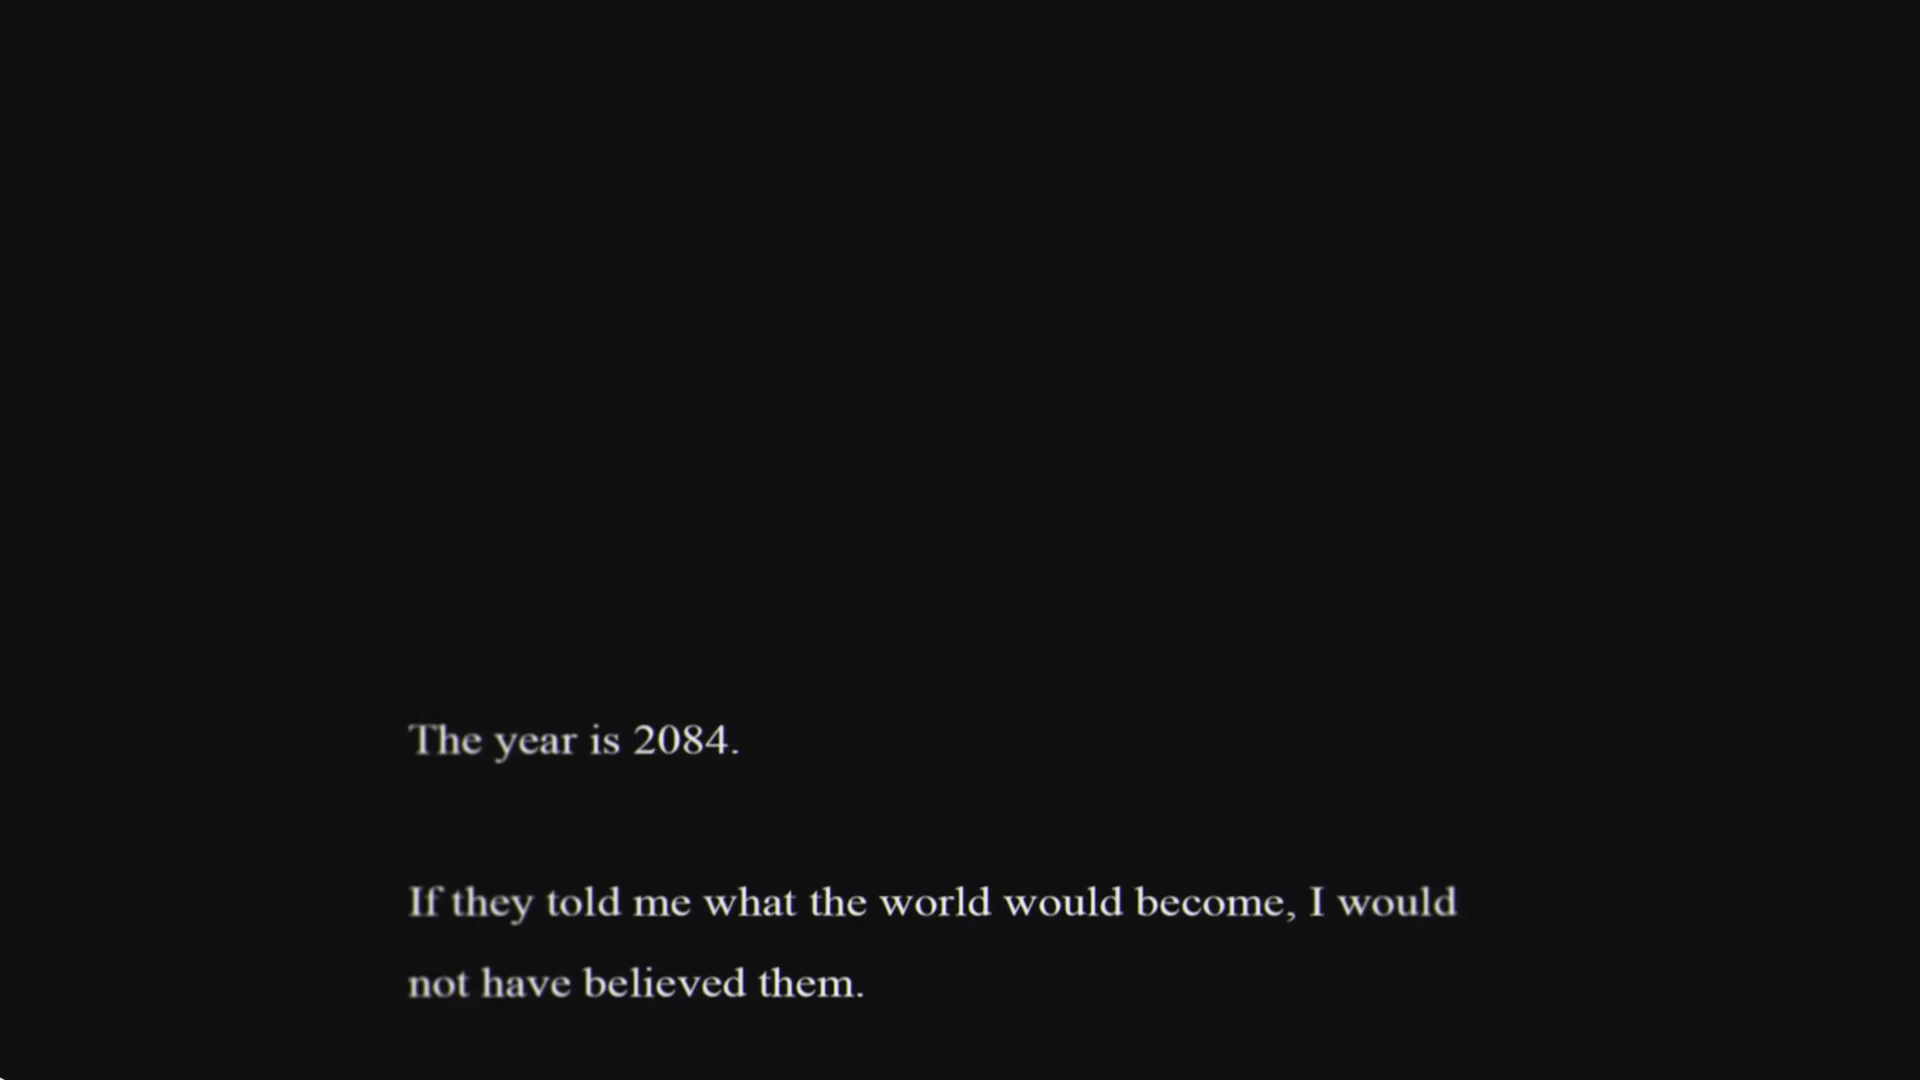 The year is 2084.
If they told me what the world would become, I would
not have believed them.